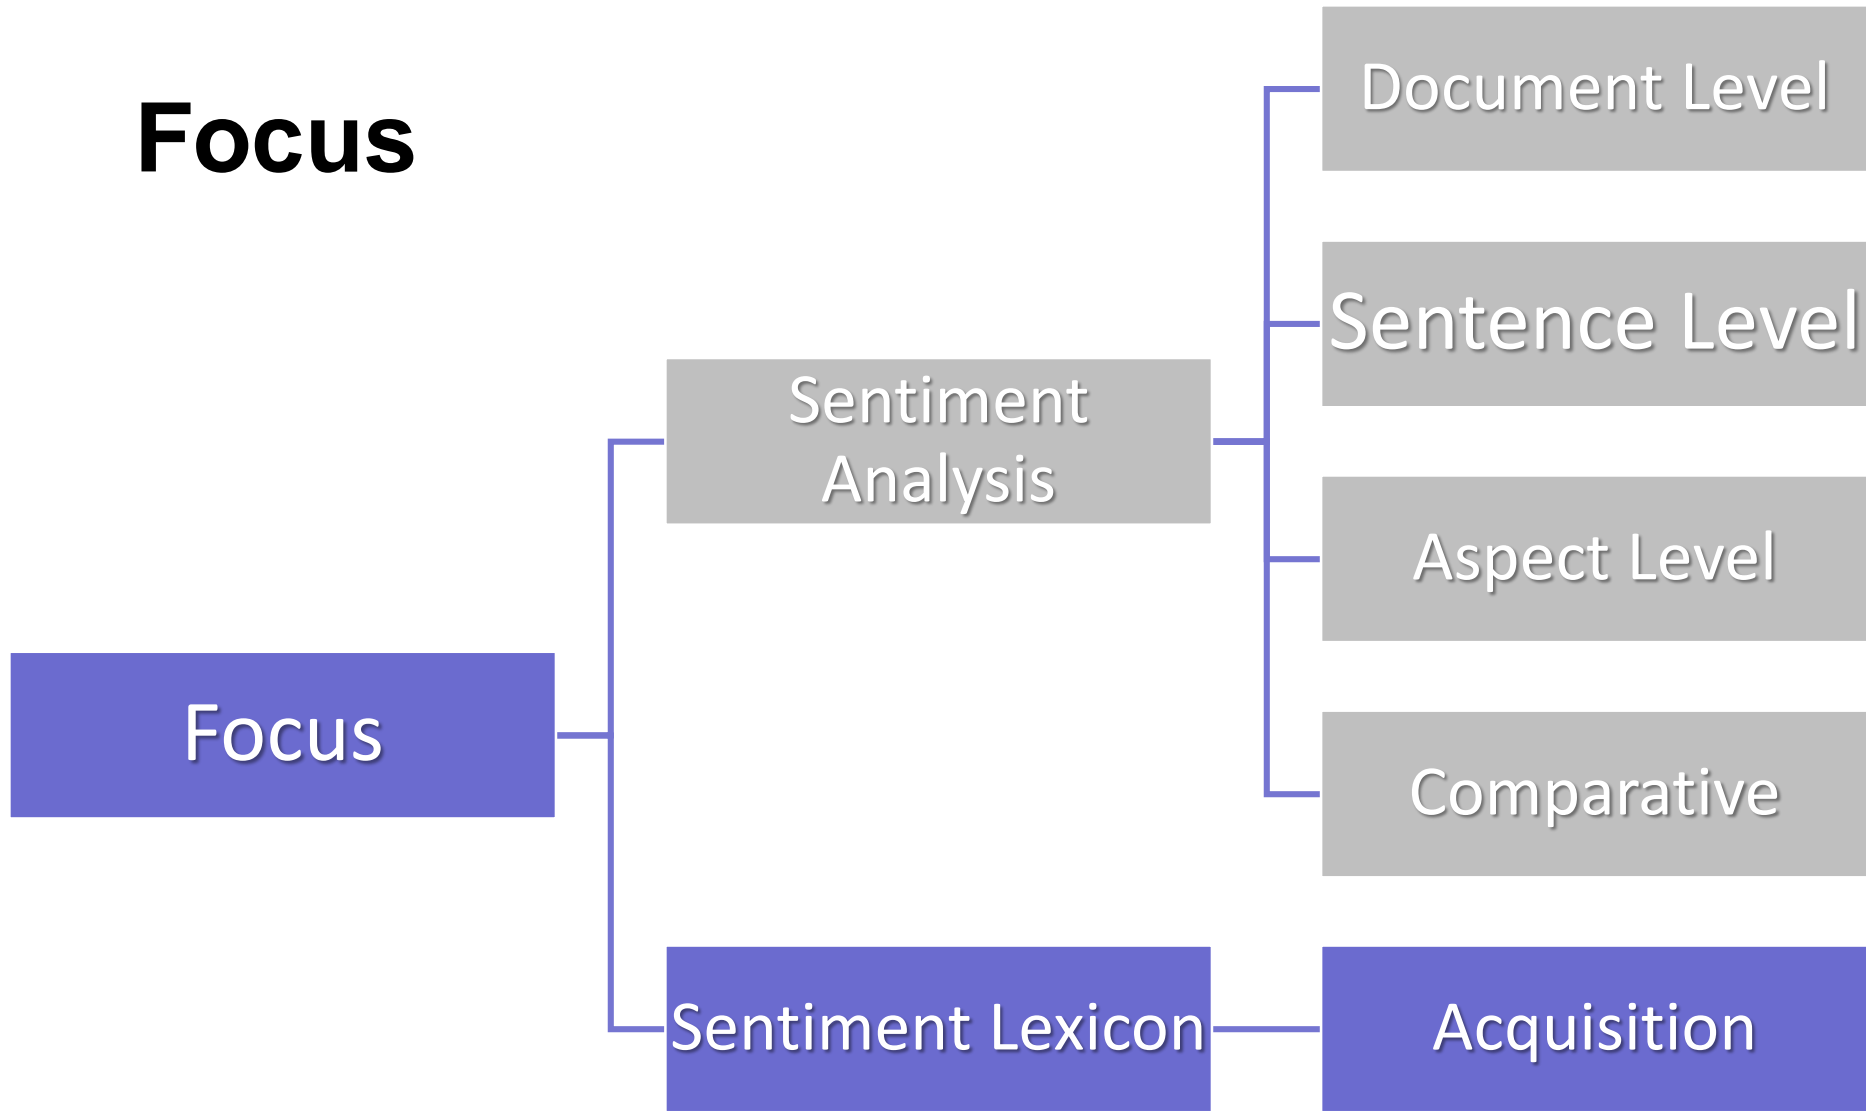 Focus
Document Level
Sentence Level
Sentiment
Analysis
Aspect Level
Focus
Comparative
Sentiment Lexicon
Acquisition